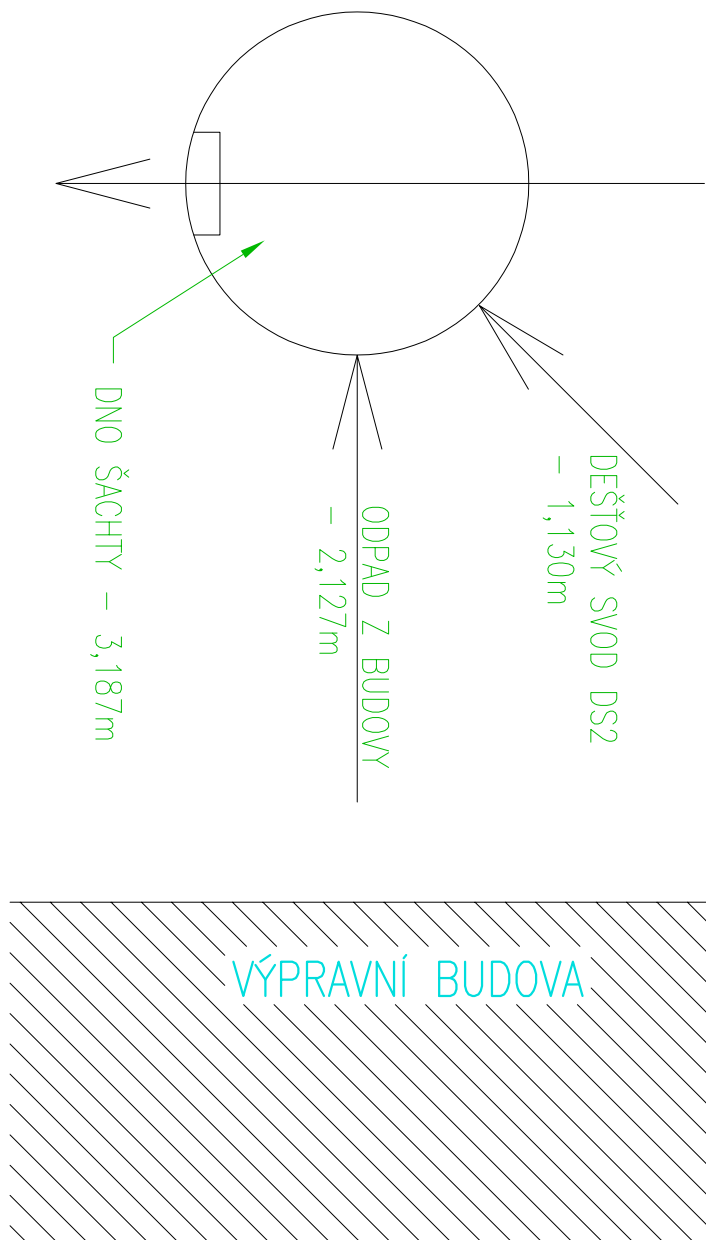 DEŠŤOVÝ SVOD DS2
- 1,130m
ODPAD Z BUDOVY
- 2,127m
DNO ŠACHTY - 3,187m
VÝPRAVNÍ BUDOVA